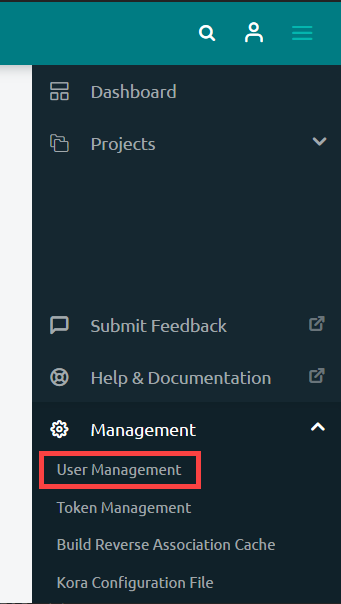 Dashboard
Projects
Submit Feedback
Help & Documentation
Management
User Management
Token Management
Build Reverse Association Cache
Kora Configuration File